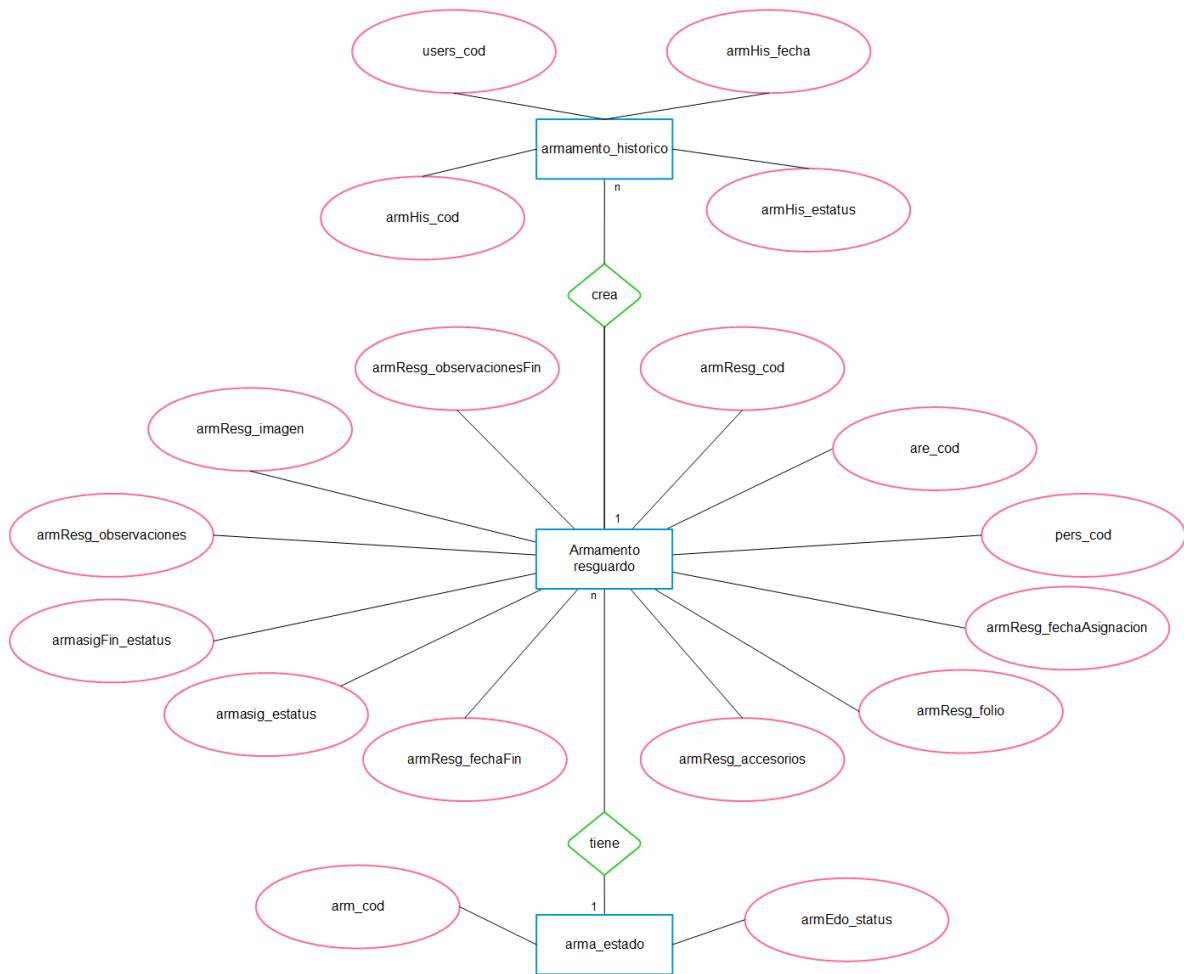 users_cod
armHis_fecha
armamento_historico
n
armHis_cod
armHis_estatus
crea
armResg_observacionesFin
armResg_cod
armResg_imagen
are_cod
1
armResg_observaciones
Armamento
resguardo
pers_cod
n
armasigFin_estatus
armResg_fechaAsignacion
armasig_estatus
armResg_folio
armResg_fechaFin
armResg_accesorios
tiene
arm_cod
1
armEdo_status
arma_estado